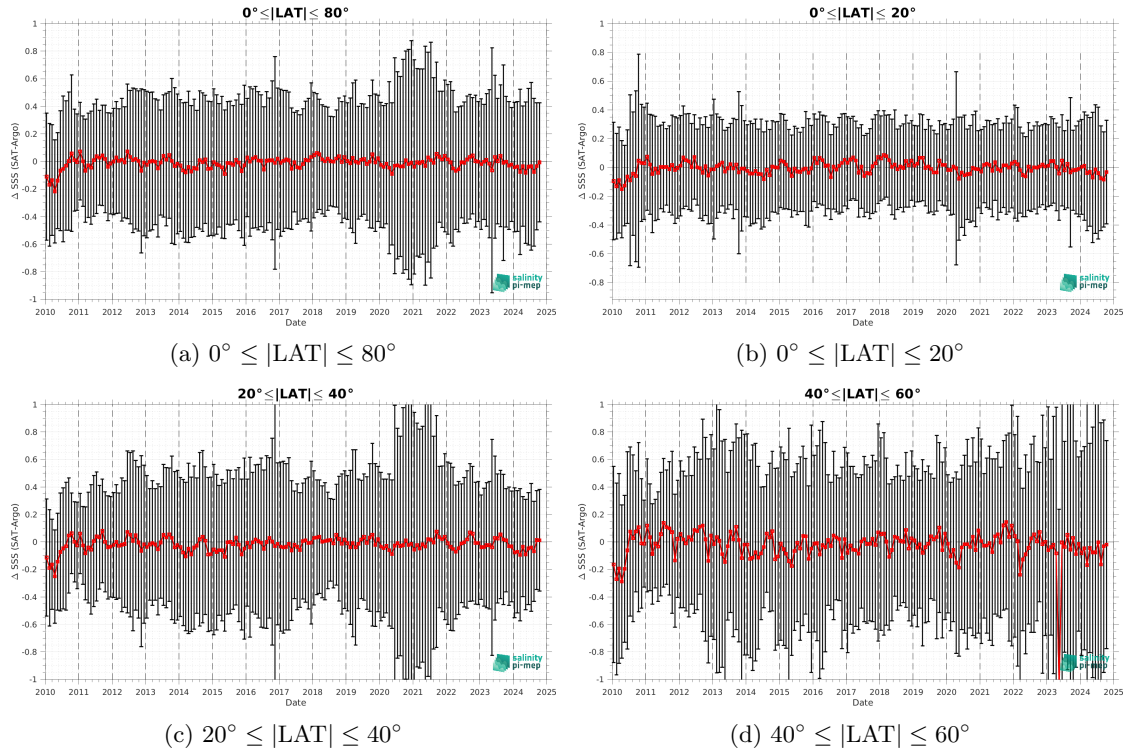 0°≤|LAT|≤ 80°
Δ SSS (SAT-Argo)
1
0.8
0.6
0.4
0.2
0
-0.2
-0.4
-0.6
-0.8
-1
2010 2011 2012 2013 2014 2015 2016 2017 2018 2019 2020 2021 2022 2023 2024 2025
Date
salinity
pi-mep
(a) 0° ≤ |LAT| ≤ 80°
0°≤|LAT|≤ 20°
Δ SSS (SAT-Argo)
1
0.8
0.6
0.4
0.2
0
-0.2
-0.4
-0.6
-0.8
2010 2011 2012 2013 2014 2015 2016 2017 2018 2019 2020 2021 2022 2023 2024 2025
Date
salinity
pi-mep
(b) 0° ≤ |LAT| ≤ 20°
20°≤|LAT|≤ 40°
Δ SSS (SAT-Argo)
1
0.8
0.6
0.4
0.2
0
-0.2
-0.4
-0.6
-0.8
-1
2010 2011 2012 2013 2014 2015 2016 2017 2018 2019 2020 2021 2022 2023 2024 2025
Date
salinity
pi-mep
(c) 20° ≤ |LAT| ≤ 40°
40°≤|LAT|≤ 60°
Δ SSS (SAT-Argo)
1
0.8
0.6
0.4
0.2
0
-0.2
-0.4
-0.6
-0.8
-1
2010 2011 2012 2013 2014 2015 2016 2017 2018 2019 2020 2021 2022 2023 2024 2025
Date
salinity
pi-mep
(d) 40° ≤ |LAT| ≤ 60°